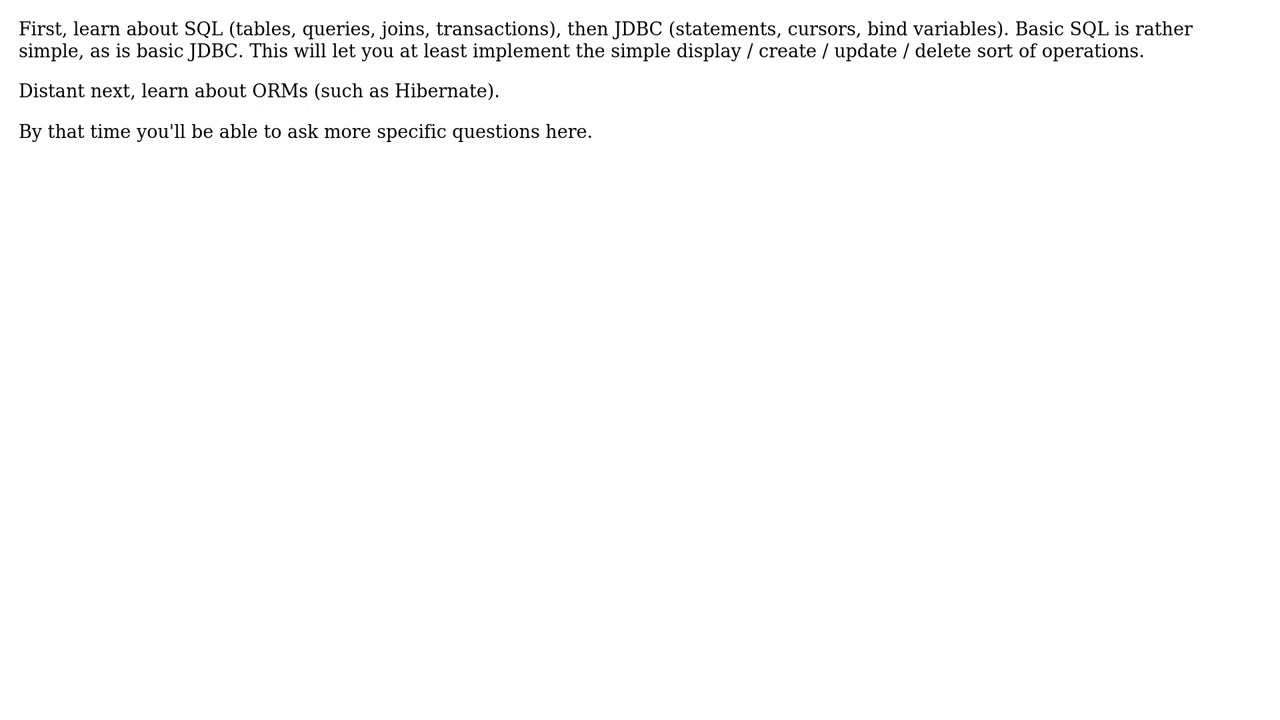 First, learn about SQL (tables, queries, joins, transactions), then JDBC (statements, cursors, bind variables). Basic SQL is rather
simple, as is basic JDBC. This will let you at least implement the simple display / create / update / delete sort of operations.
Distant next, learn about ORMs (such as Hibernate).
By that time you'll be able to ask more specific questions here.